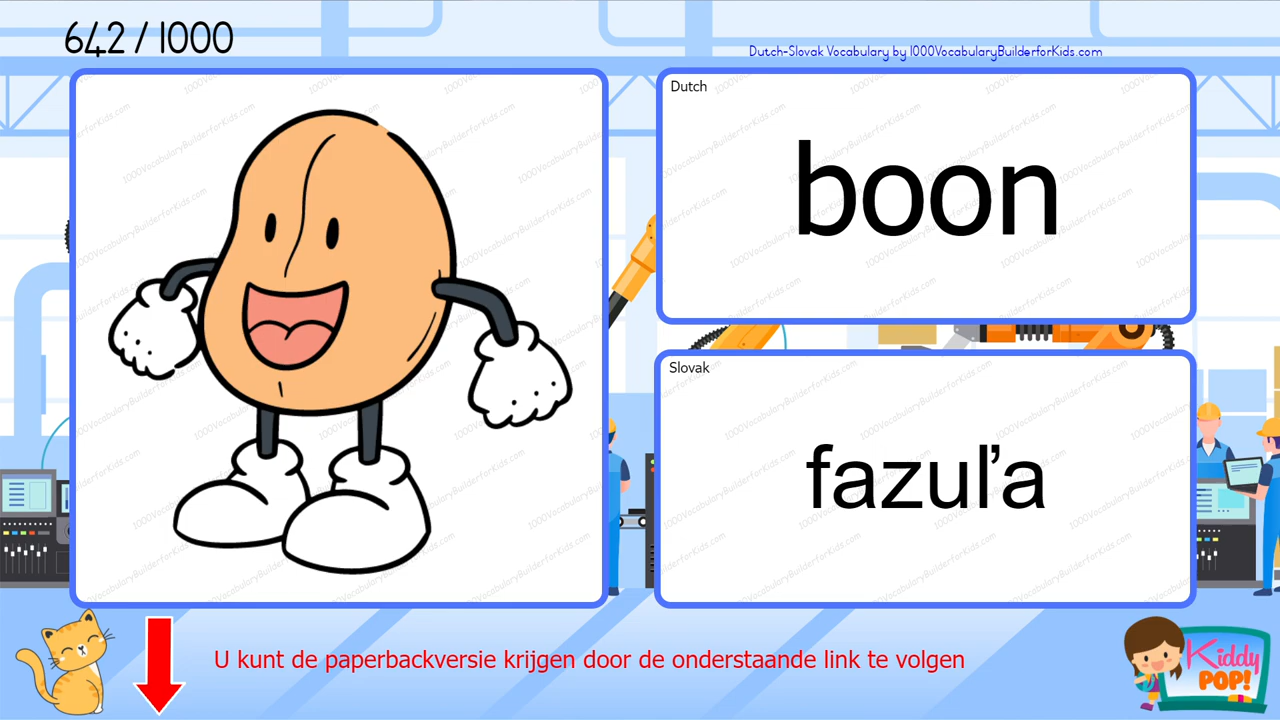 642 / 1000
Dutch-Slovak Vocabulary by 1000VocabularyBuilderforKids.com
Dutch
boon
Slovak
fazuľa
U kunt de paperbackversie krijgen door de onderstaande link te volgen
Kiddy
POP!